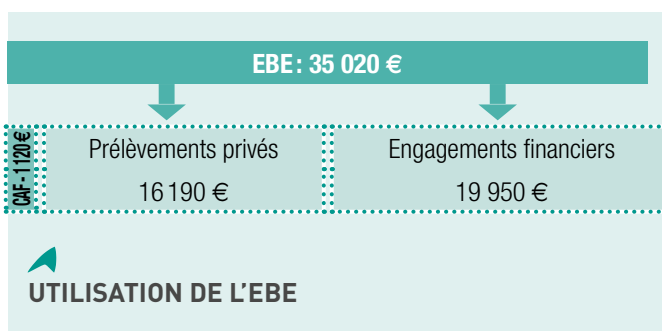 EBE : 35 020 €
CAF - 1 120 €
Prélèvements privés
16 190 €
Engagements financiers
19 950 €
UTILISATION DE L’EBE